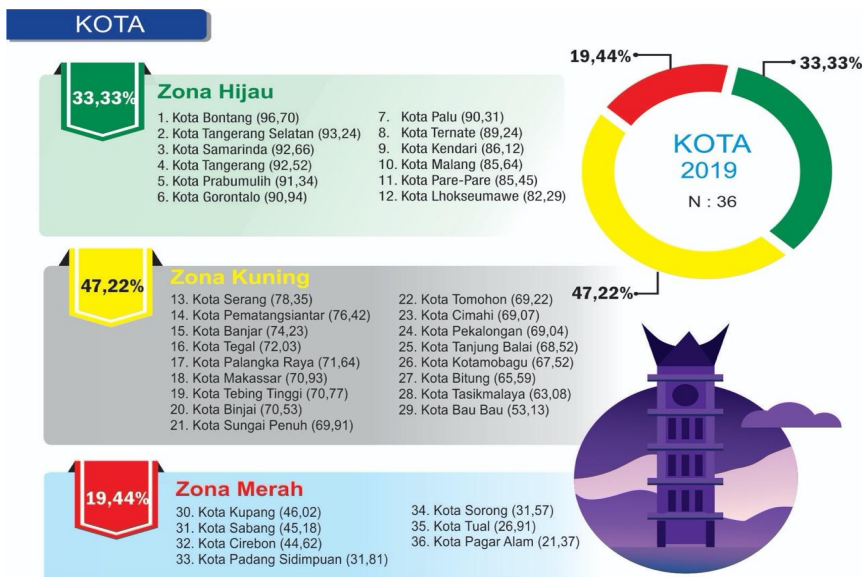 KOTA
33,33%
Zona Hijau
1. Kota Bontang (96,70)
2. Kota Tangerang Selatan (93,24)
3. Kota Samarinda (92,66)
4. Kota Tangerang (92,52)
5. Kota Prabumulih (91,34)
6. Kota Gorontalo (90,94)
7. Kota Palu (90,31)
8. Kota Ternate (89,24)
9. Kota Kendari (86,12)
10. Kota Malang (85,64)
11. Kota Pare-Pare (85,45)
12. Kota Lhokseumawe (82,29)
19,44%
33,33%
KOTA
2019
N : 36
47,22%
47,22%
Zona Kuning
13. Kota Serang (78,35)
14. Kota Pematangsiantar (76,42)
15. Kota Banjar (74,23)
16. Kota Tegal (72,03)
17. Kota Palangka Raya (71,64)
18. Kota Makassar (70,93)
19. Kota Tebing Tinggi (70,77)
20. Kota Binjai (70,53)
21. Kota Sungai Penuh (69,91)
22. Kota Tomohon (69,22)
23. Kota Cimahi (69,07)
24. Kota Pekalongan (69,04)
25. Kota Tanjung Balai (68,52)
26. Kota Kotamobagu (67,52)
27. Kota Bitung (65,59)
28. Kota Tasikmalaya (63,08)
29. Kota Bau Bau (53,13)
19,44%
Zona Merah
30. Kota Kupang (46,02)
31. Kota Sabang (45,18)
32. Kota Cirebon (44,62)
33. Kota Padang Sidimpuan (31,81)
34. Kota Sorong (31,57)
35. Kota Tual (26,91)
36. Kota Pagar Alam (21,37)